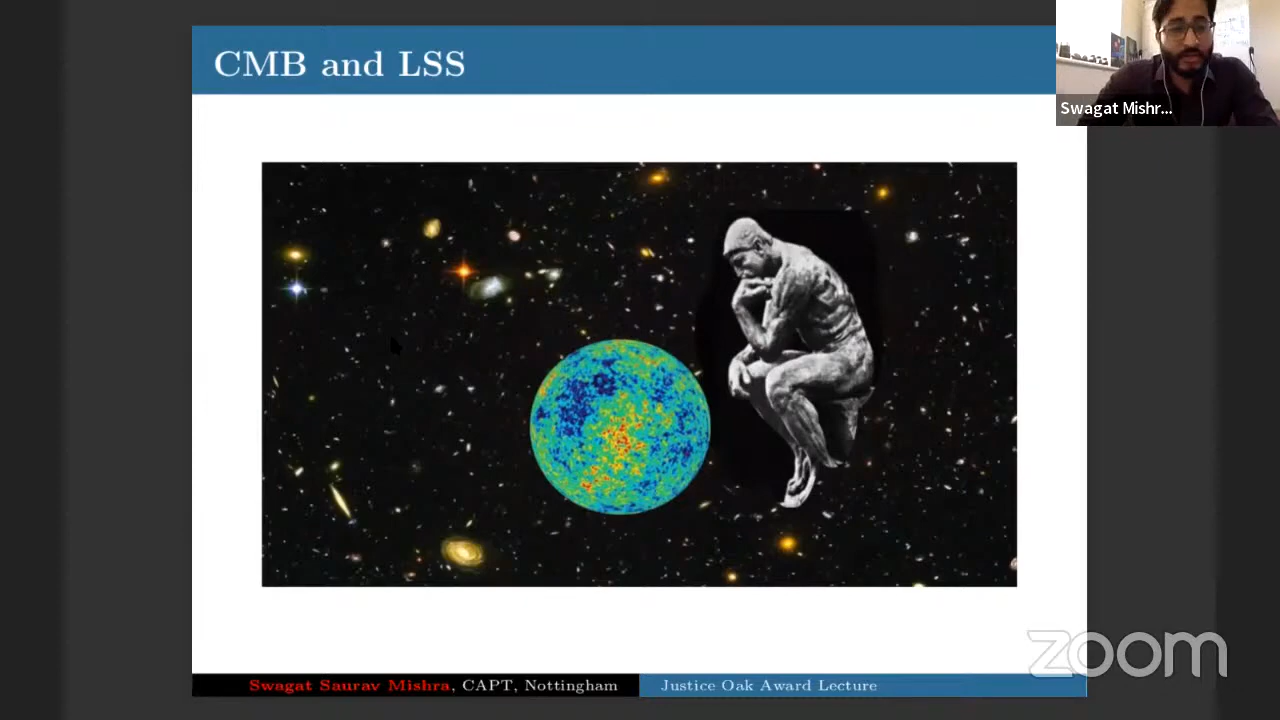 CMB and LSS
Swagat Mishr...
zoom
Swagat Saurav Mishra, CAPT, Nottingham
Justice Oak Award Lecture